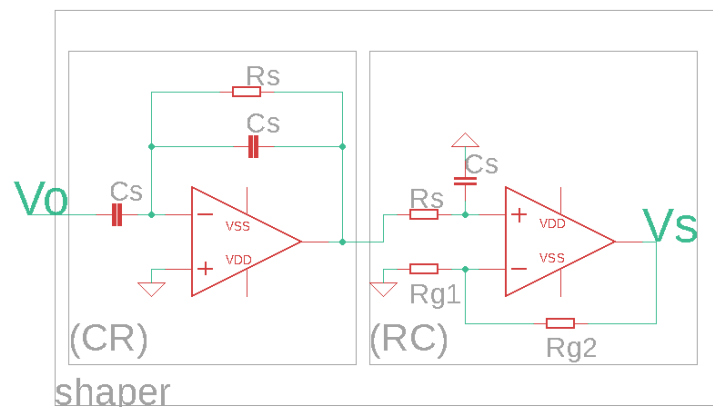 Rs
Cs
Cs
Vo
VSS
VDD
(CR)
Cs
Rs
VDD
VSS
Vs
Rg1
Rg2
(RC)
shaper